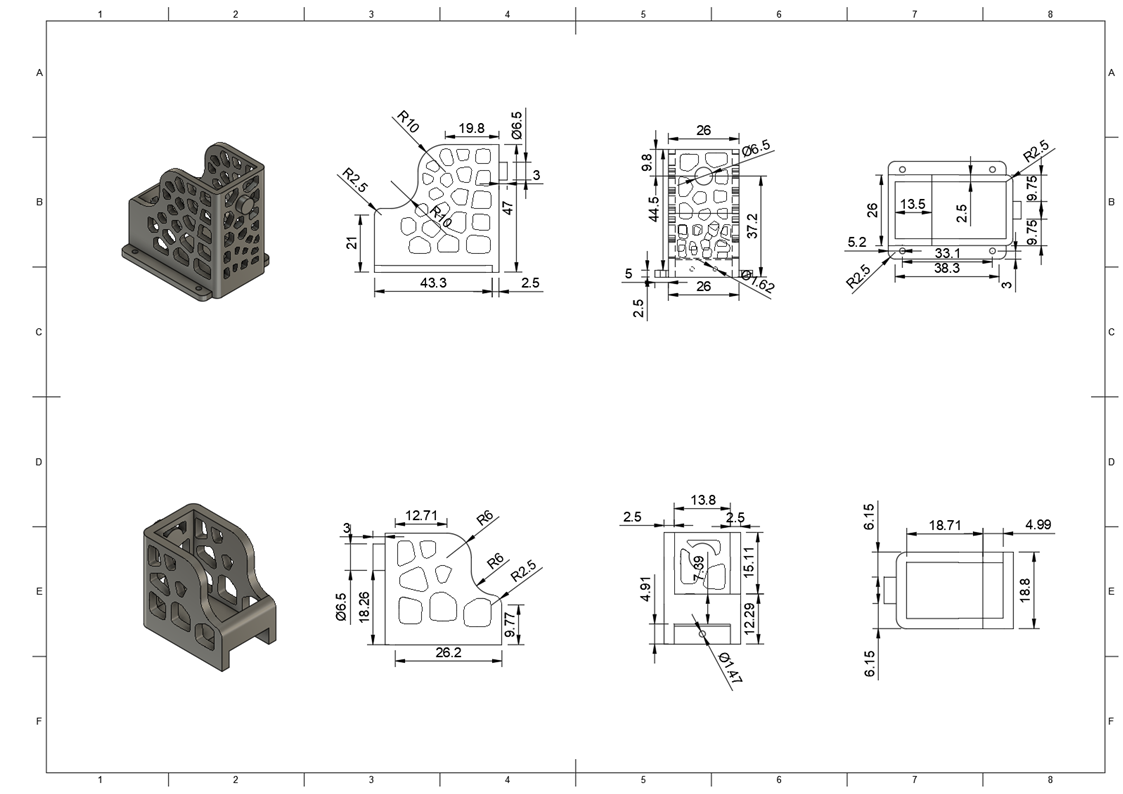 1 2 3 4 5 6 7 8
A A
B B
C C
D D
E E
F F
R10
19.8
Ø6.5
3
R2.5
R10
47
21
43.3
2.5
26
9.8
Ø6.5
44.5
37.2
5
Ø1.62
2.5
26
R2.5
9.75
26
13.5
2.5
9.75
5.2
33.1
38.3
R2.5
3
3
12.71
R6
R6
R2.5
Ø6.5
18.26
9.77
26.2
13.8
2.5
2.5
7.39
15.11
4.91
12.29
Ø1.47
6.15
18.71
4.99
18.8
6.15
1 2 3 4 5 6 7 8